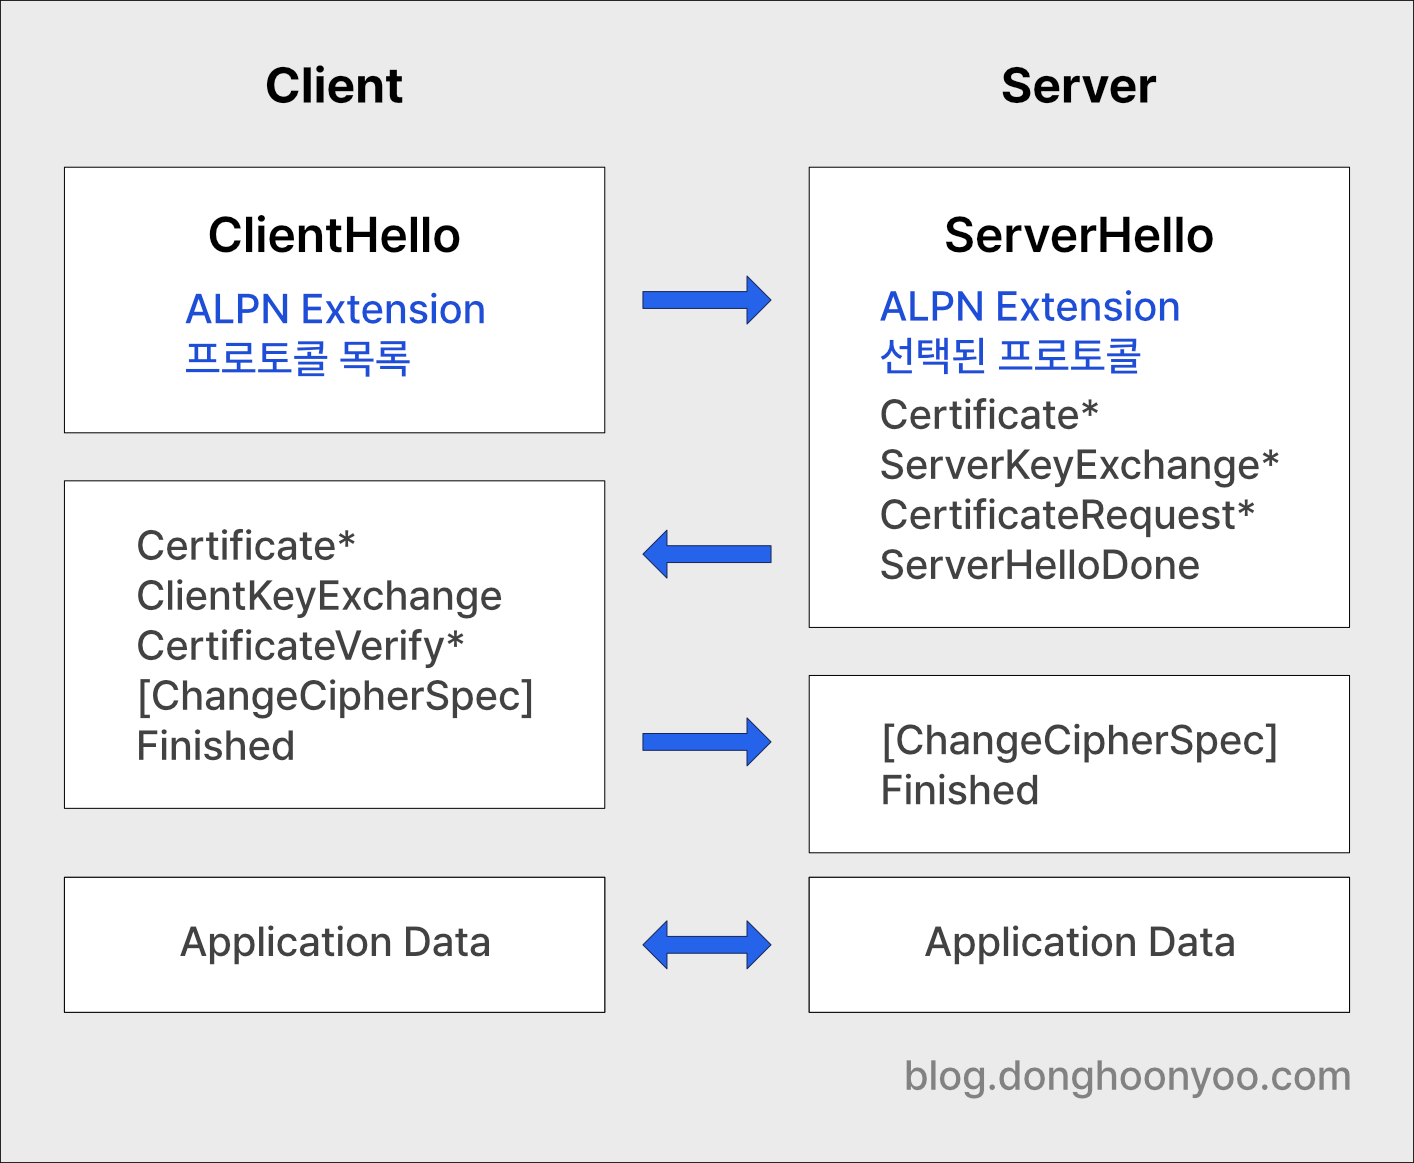 Client
Server
ClientHello
ALPN Extension
프로토콜 목록
ServerHello
ALPN Extension
선택된 프로토콜
Certificate*
ServerKeyExchange*
CertificateRequest*
ServerHelloDone
Certificate*
ClientKeyExchange
CertificateVerify*
[ChangeCipherSpec]
Finished
[ChangeCipherSpec]
Finished
Application Data
Application Data
blog.donghoonyoo.com